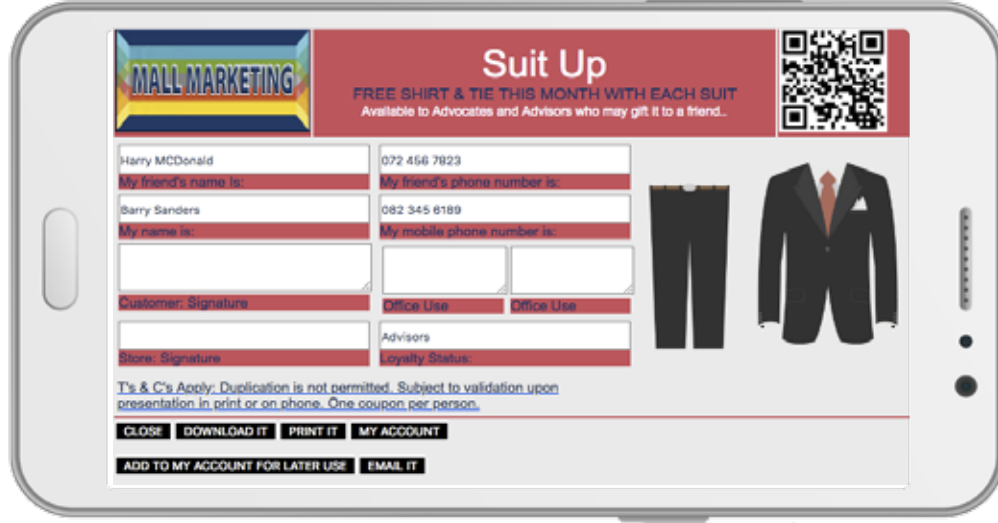 MALL MARKETING
Suit Up
FREE SHIRT & TIE THIS MONTH WITH EACH SUIT
Available to Advocates and Advisors who may gift it to a friend..
Harry MCDonald 072 456 7823
My friend's name Is: My friend's phone number is:
Barry Sanders 082 345 6189
My name is: My mobile phone number is:
Customer: Signature Office Use Office Use
Advisors
Store: Signature Loyalty Status:
T's & C's Apply: Duplication is not permitted. Subject to validation upon
presentation in print or on phone. One coupon per person.
CLOSE DOWNLOAD IT PRINT IT MY ACCOUNT
ADD TO MY ACCOUNT FOR LATER USE EMAIL IT